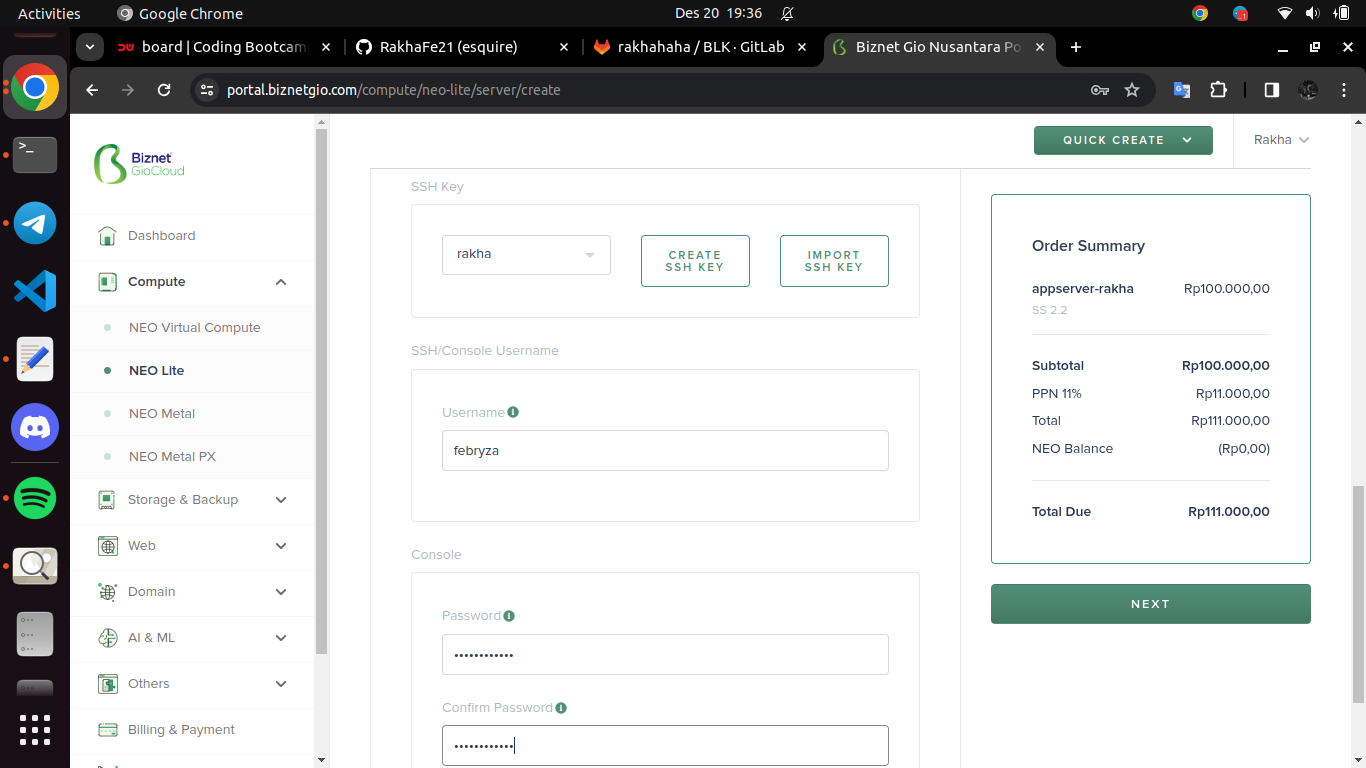 Activities
Google Chrome
Des 20 19:36
board | Coding Bootcam
RakhaFe21 (esquire)
rakhahaha / BLK · GitLab
Biznet Gio Nusantara Po
portal.biznetgio.com/compute/neo-lite/server/create
Biznet
GioCloud
QUICK CREATE
Rakha
Dashboard
Compute
NEO Virtual Compute
NEO Lite
NEO Metal
NEO Metal PX
Storage & Backup
Web
Domain
AI & ML
Others
Billing & Payment
SSH Key
rakha
CREATE
SSH KEY
IMPORT
SSH KEY
SSH/Console Username
Username
febryza
Console
Password
••••••••••••
Confirm Password
••••••••••••
Order Summary
appserver-rakha Rp100.000,00
SS 2.2
Subtotal Rp100.000,00
PPN 11% Rp11.000,00
Total Rp111.000,00
NEO Balance (Rp0,00)
Total Due Rp111.000,00
NEXT